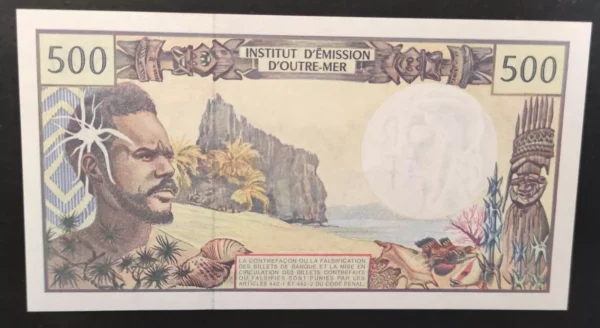 500
INSTITUT D'ÉMISSION
D'OUTRE-MER
500
LA CONTREFAÇON OU LA FALSIFICATION
DES BILLETS DE BANQUE ET LA MISE EN
CIRCULATION DES BILLETS CONTREFAITS
OU FALSIFIÉS SONT PUNIES PAR LES
ARTICLES 442-1 ET 442-2 DU CODE PENAL.